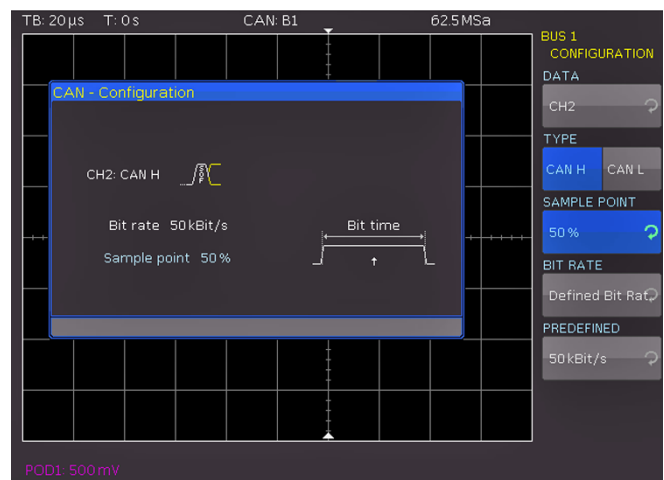 TB: 20µs T: 0s CAN: B1 62.5MSa
BUS 1
CONFIGURATION
DATA
CH2
TYPE
CAN H CAN L
SAMPLE POINT
50%
BIT RATE
Defined Bit Rat
PREDEFINED
50kBit/s
CAN - Configuration
CH2: CAN H
SOF
Bit rate 50kBit/s
Bit time
Sample point 50%
POD1: 500mV